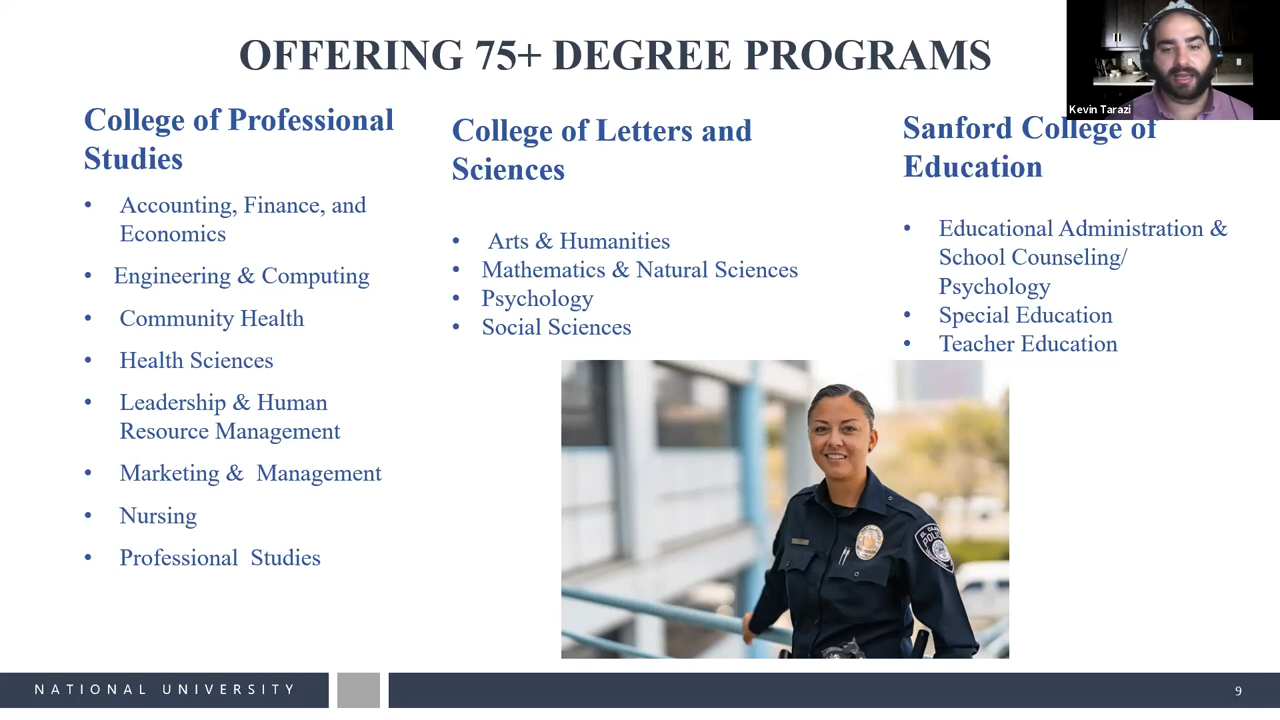 OFFERING 75+ DEGREE PROGRAMS
Kevin Tarazi
College of Professional
Studies
• Accounting, Finance, and
Economics
• Engineering & Computing
• Community Health
• Health Sciences
• Leadership & Human
Resource Management
• Marketing & Management
• Nursing
• Professional Studies
College of Letters and
Sciences
• Arts & Humanities
• Mathematics & Natural Sciences
• Psychology
• Social Sciences
Sanford College of
Education
• Educational Administration &
School Counseling/
Psychology
• Special Education
• Teacher Education
POLICE
NATIONAL UNIVERSITY
9